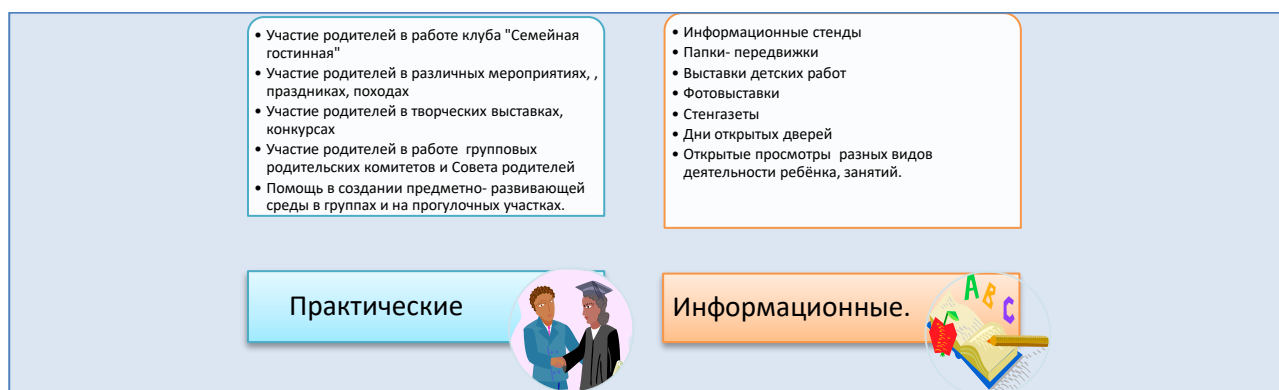 • Участие родителей в работе клуба "Семейная
гостинная"
• Участие родителей в различных мероприятиях, ,
праздниках, походах
• Участие родителей в творческих выставках,
конкурсах
• Участие родителей в работе  групповых
родительских комитетов и Совета родителей
• Помощь в создании предметно- развивающей
среды в группах и на прогулочных участках.
Практические
• Информационные стенды
• Папки- передвижки
• Выставки детских работ
• Фотовыставки
• Стенгазеты
• Дни открытых дверей
• Открытые просмотры  разных видов
деятельности ребёнка, занятий.
Информационные.
A B C